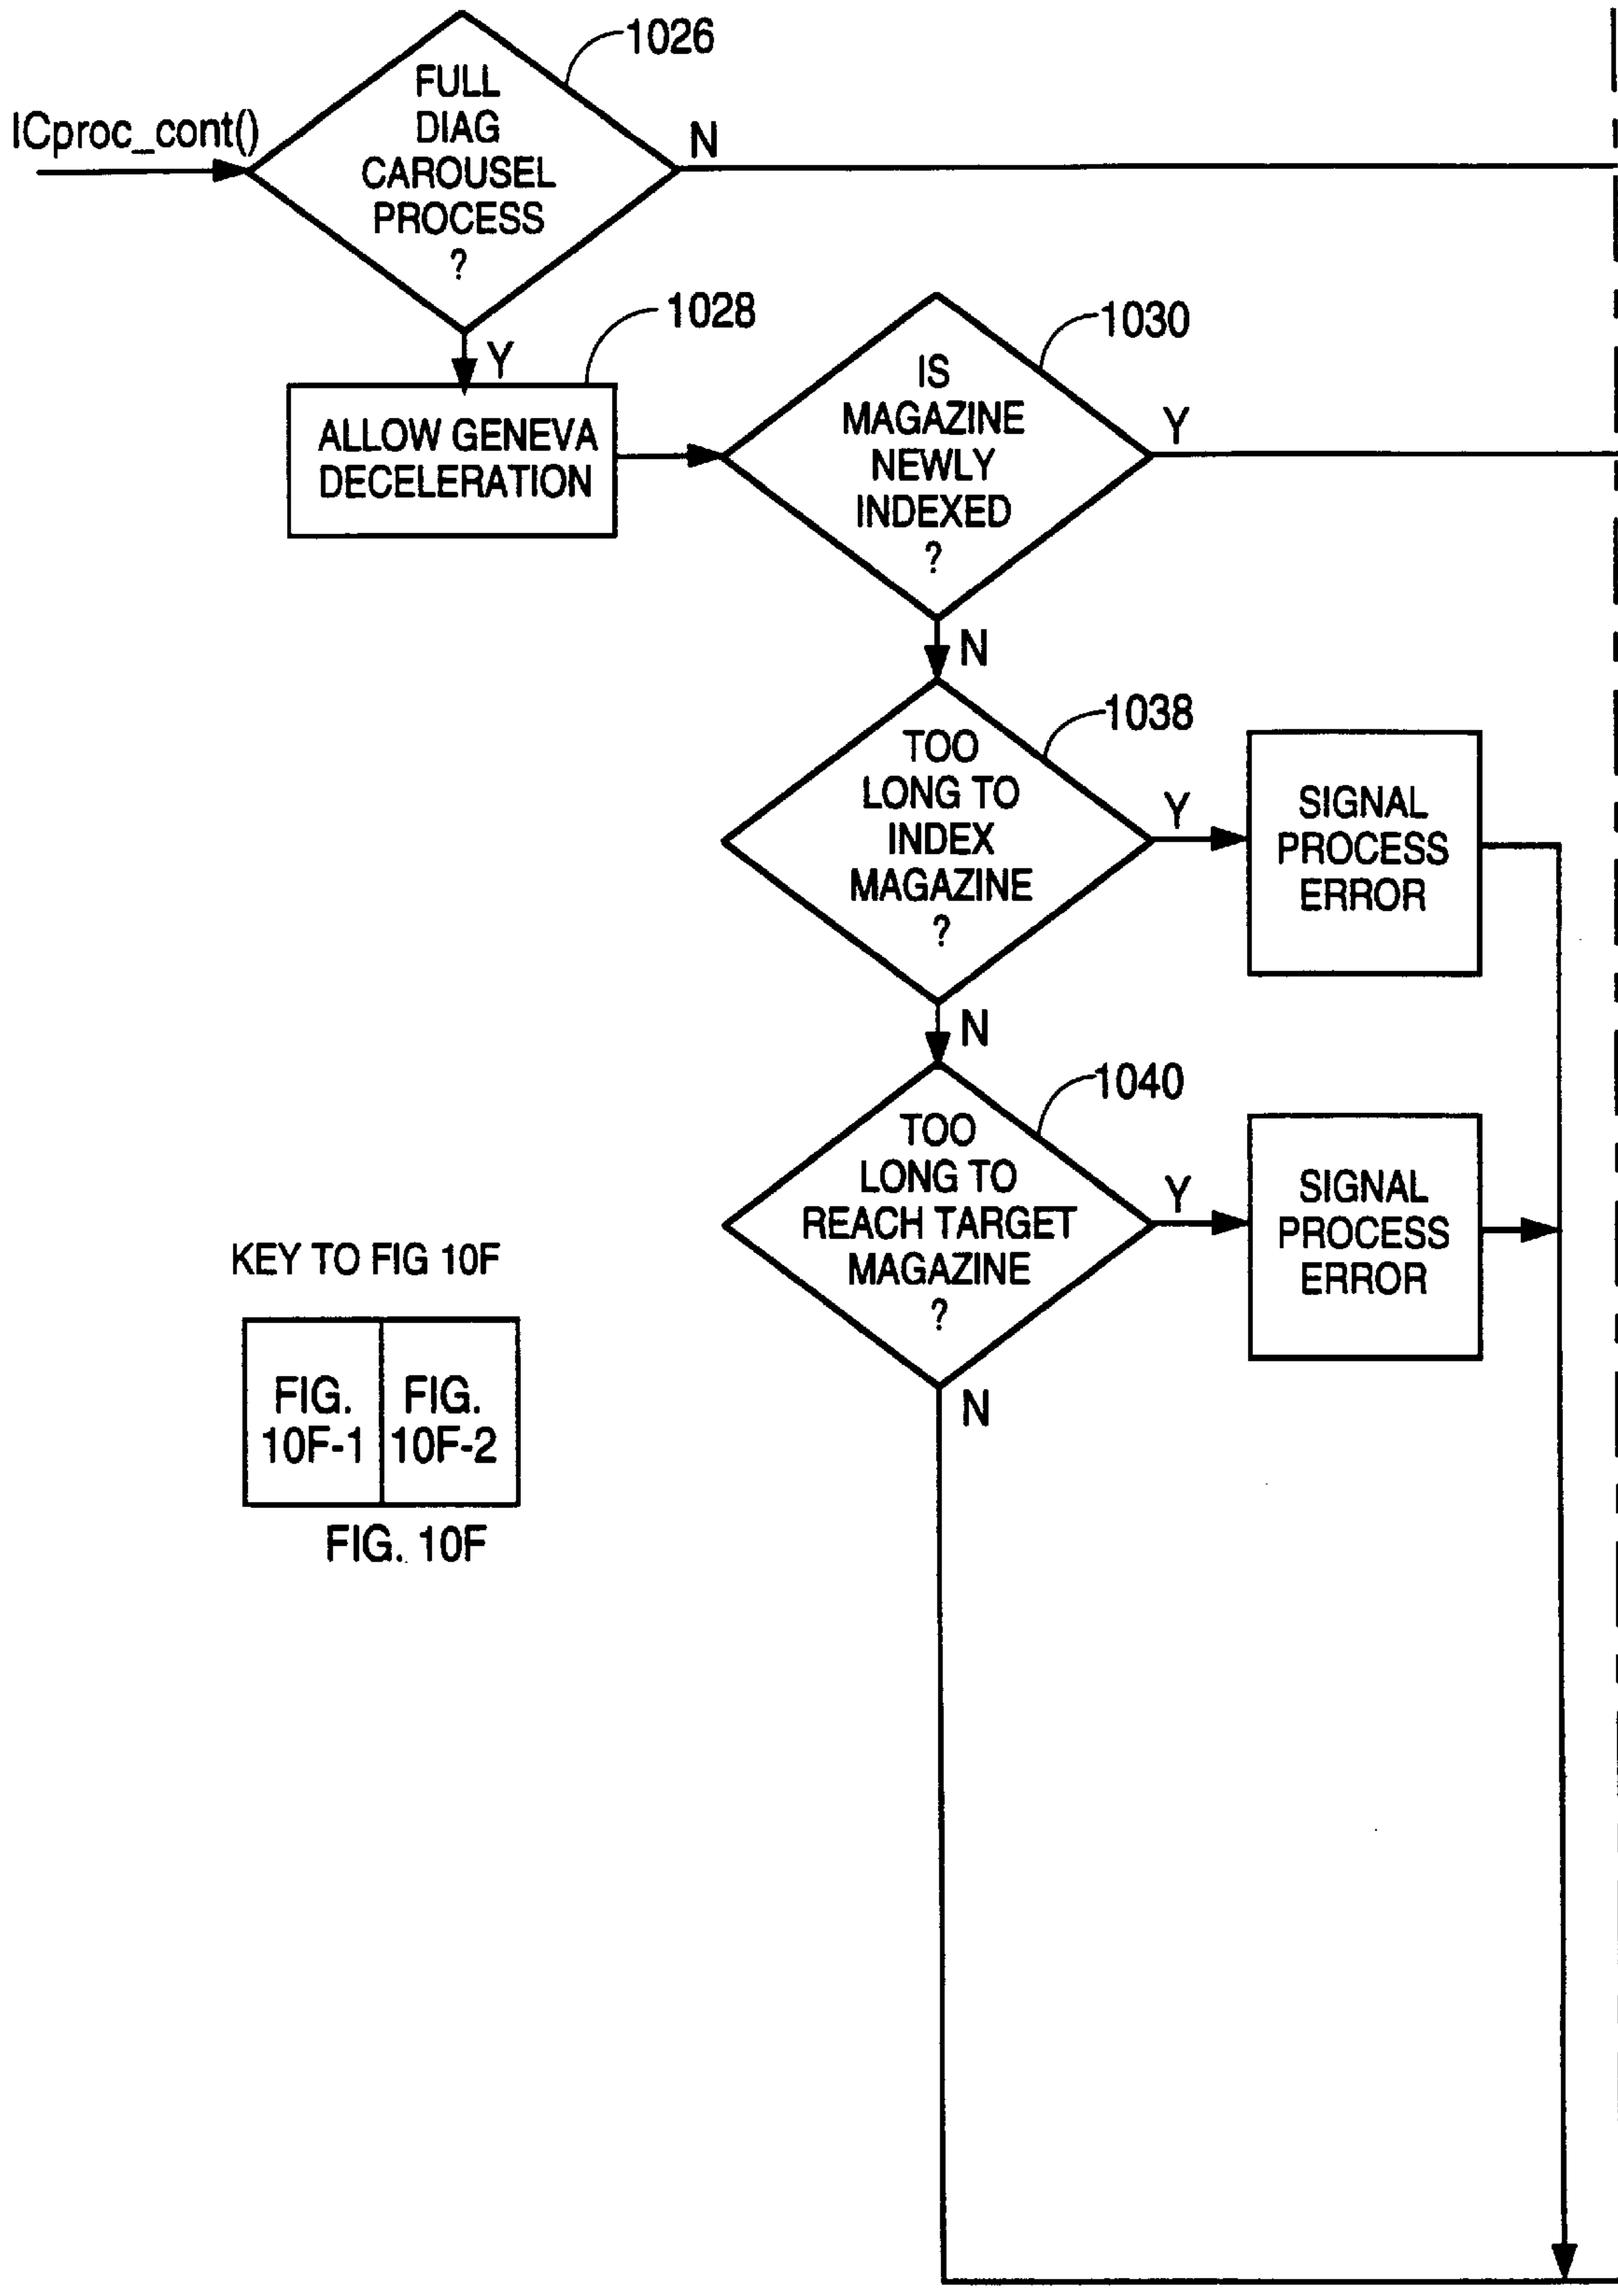 ICproc_cont()
FULL
DIAG
CAROUSEL
PROCESS
?
1026
N
Y
1028
ALLOW GENEVA
DECELERATION
1030
IS
MAGAZINE
NEWLY
INDEXED
?
Y
N
1038
TOO
LONG TO
INDEX
MAGAZINE
?
Y
SIGNAL
PROCESS
ERROR
N
1040
TOO
LONG TO
REACH TARGET
MAGAZINE
?
Y
SIGNAL
PROCESS
ERROR
N
KEY TO FIG 10F
FIG.
10F-1
FIG.
10F-2
FIG. 10F